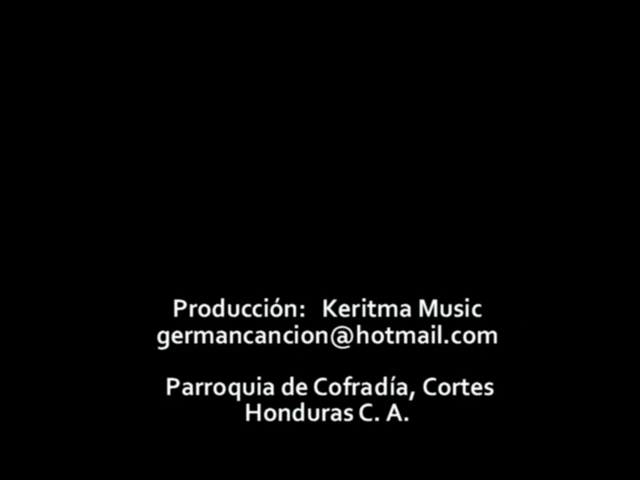 Producción:   Keritma Music
germancancion@hotmail.com
Parroquia de Cofradía, Cortes
Honduras C. A.